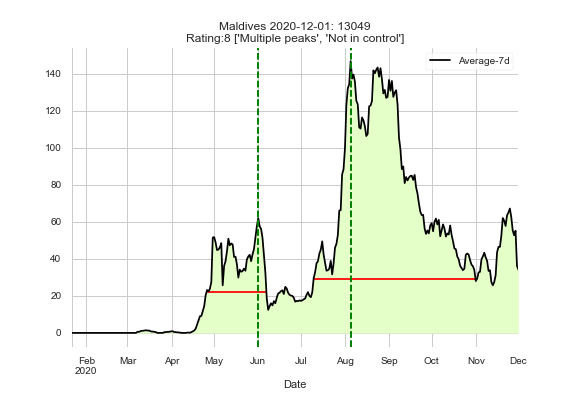 Maldives 2020-12-01: 13049
Rating:8 ['Multiple peaks', 'Not in control']
Average-7d
140
120
100
80
60
40
20
0
Feb Mar Apr May Jun Jul Aug Sep Oct Nov Dec
2020
Date